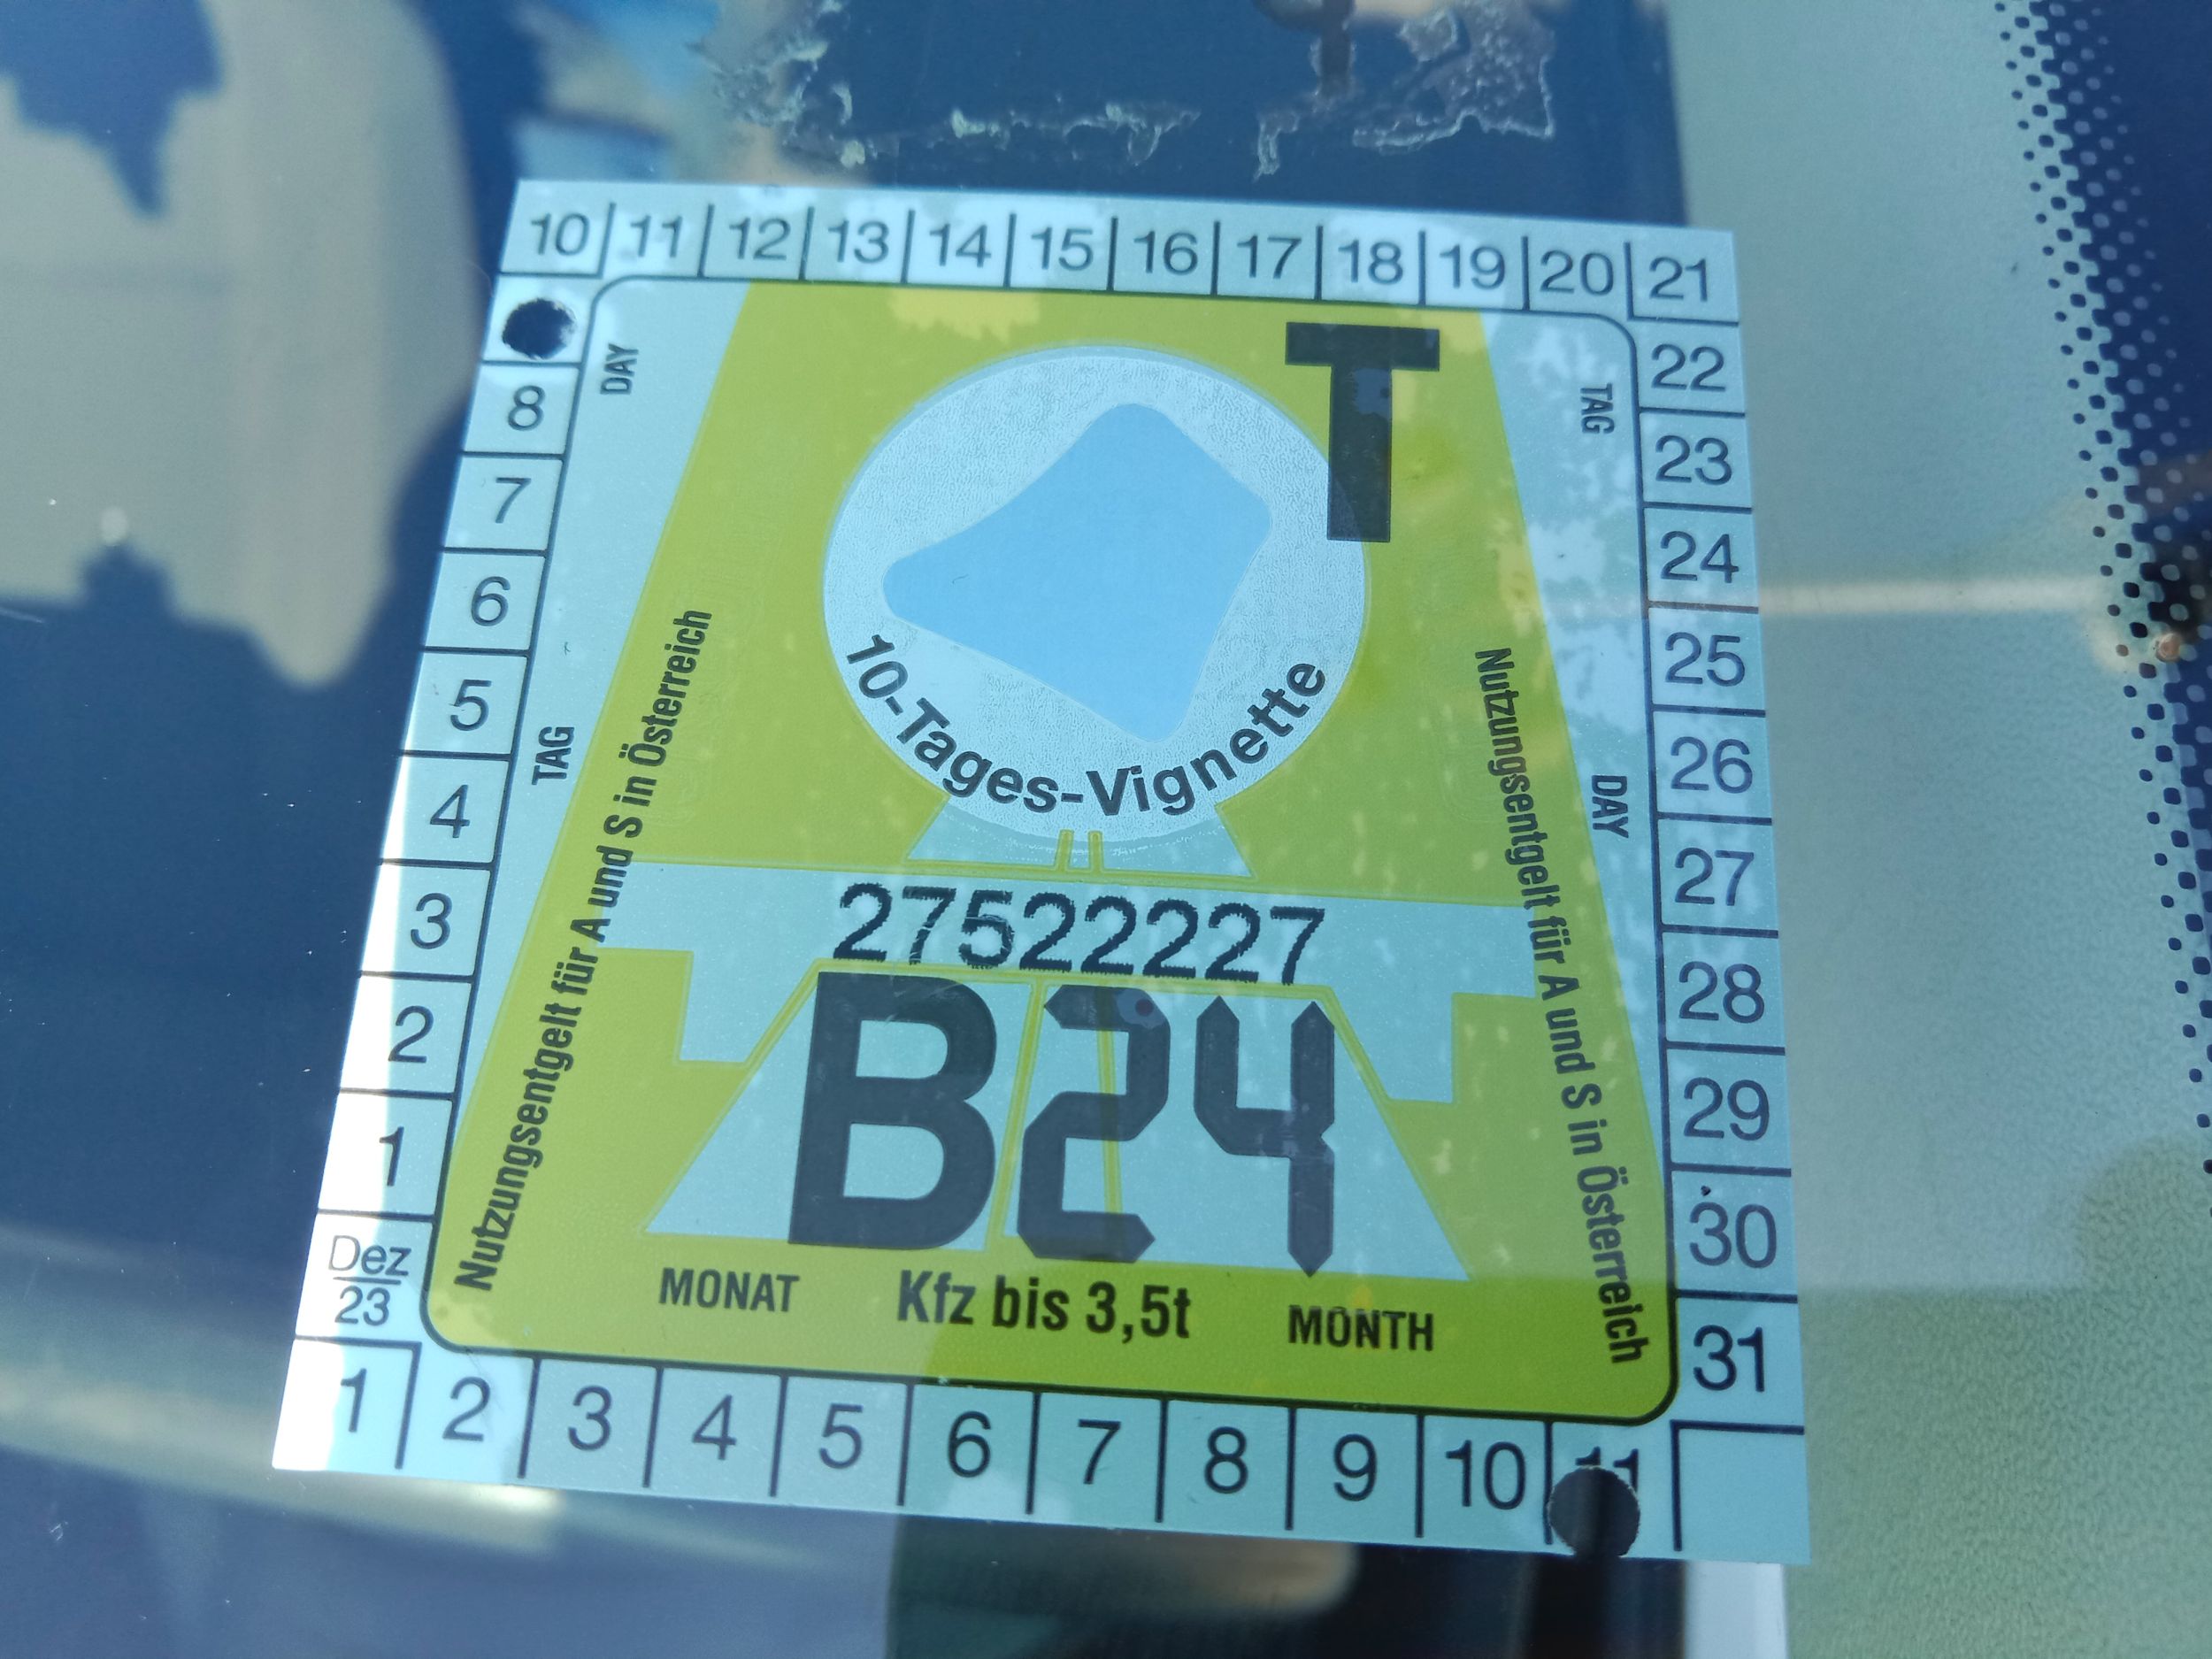 10 11 12 13 14 15 16 17 18 19 20 21
8
7
6
5
4
3
2
1
Dez
23
DAY
TAG
Nutzungsentgelt für A und S in Österreich
T
10-Tages-Vignette
27522227
B24
MONAT Kfz bis 3,5t MONTH
Nutzungsentgelt für A und S in Österreich
TAG
DAY
22
23
24
25
26
27
28
29
30
31
1 2 3 4 5 6 7 8 9 10 11